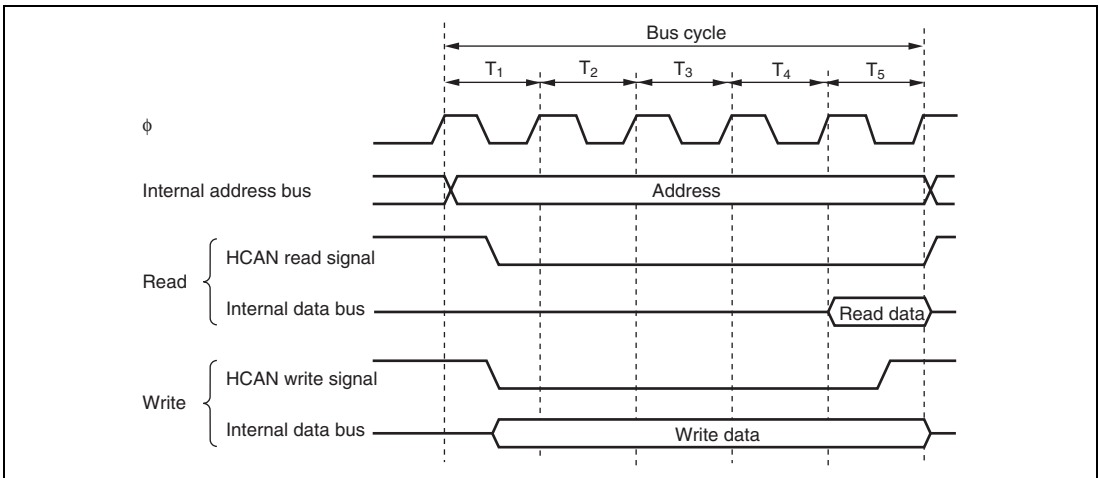 Bus cycle
T1 T2 T3 T4 T5
ϕ
Internal address bus Address
Read
HCAN read signal
Internal data bus Read data
Write
HCAN write signal
Internal data bus Write data